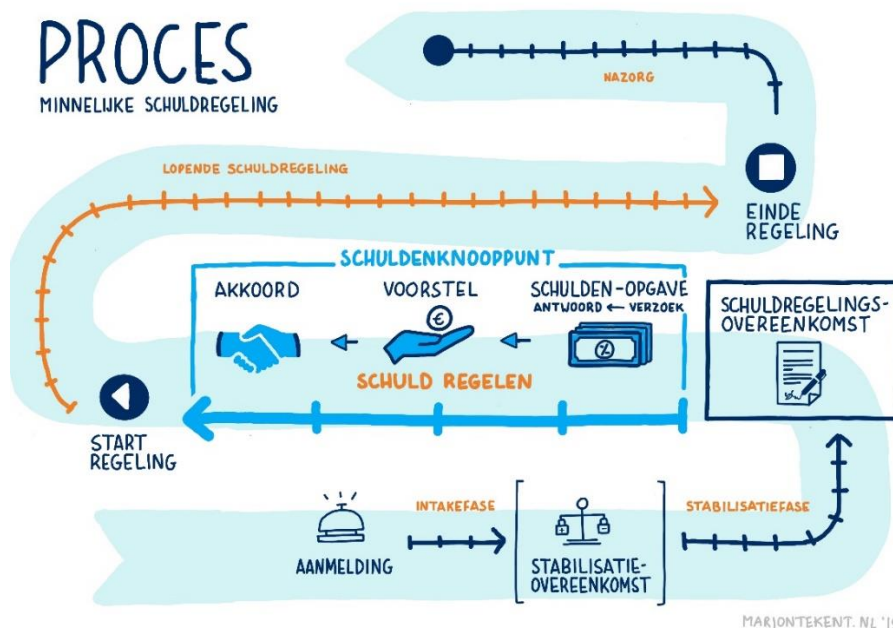 PROCES
MINNELIJKE SCHULDREGELING
NAZORG
LOPENDE SCHULDREGELING
EINDE
REGELING
SCHULDENKNOOPPUNT
AKKOORD
VOORSTEL
SCHULDEN-OPGAVE
ANTWOORD ← VERZOEK
€
SCHULD REGELEN
SCHULDREGELINGS-
OVEREENKOMST
START
REGELING
AANMELDING
INTAKEFASE
STABILISATIE-
OVEREENKOMST
STABILISATIEFASE
MARIONTEKENT.NL